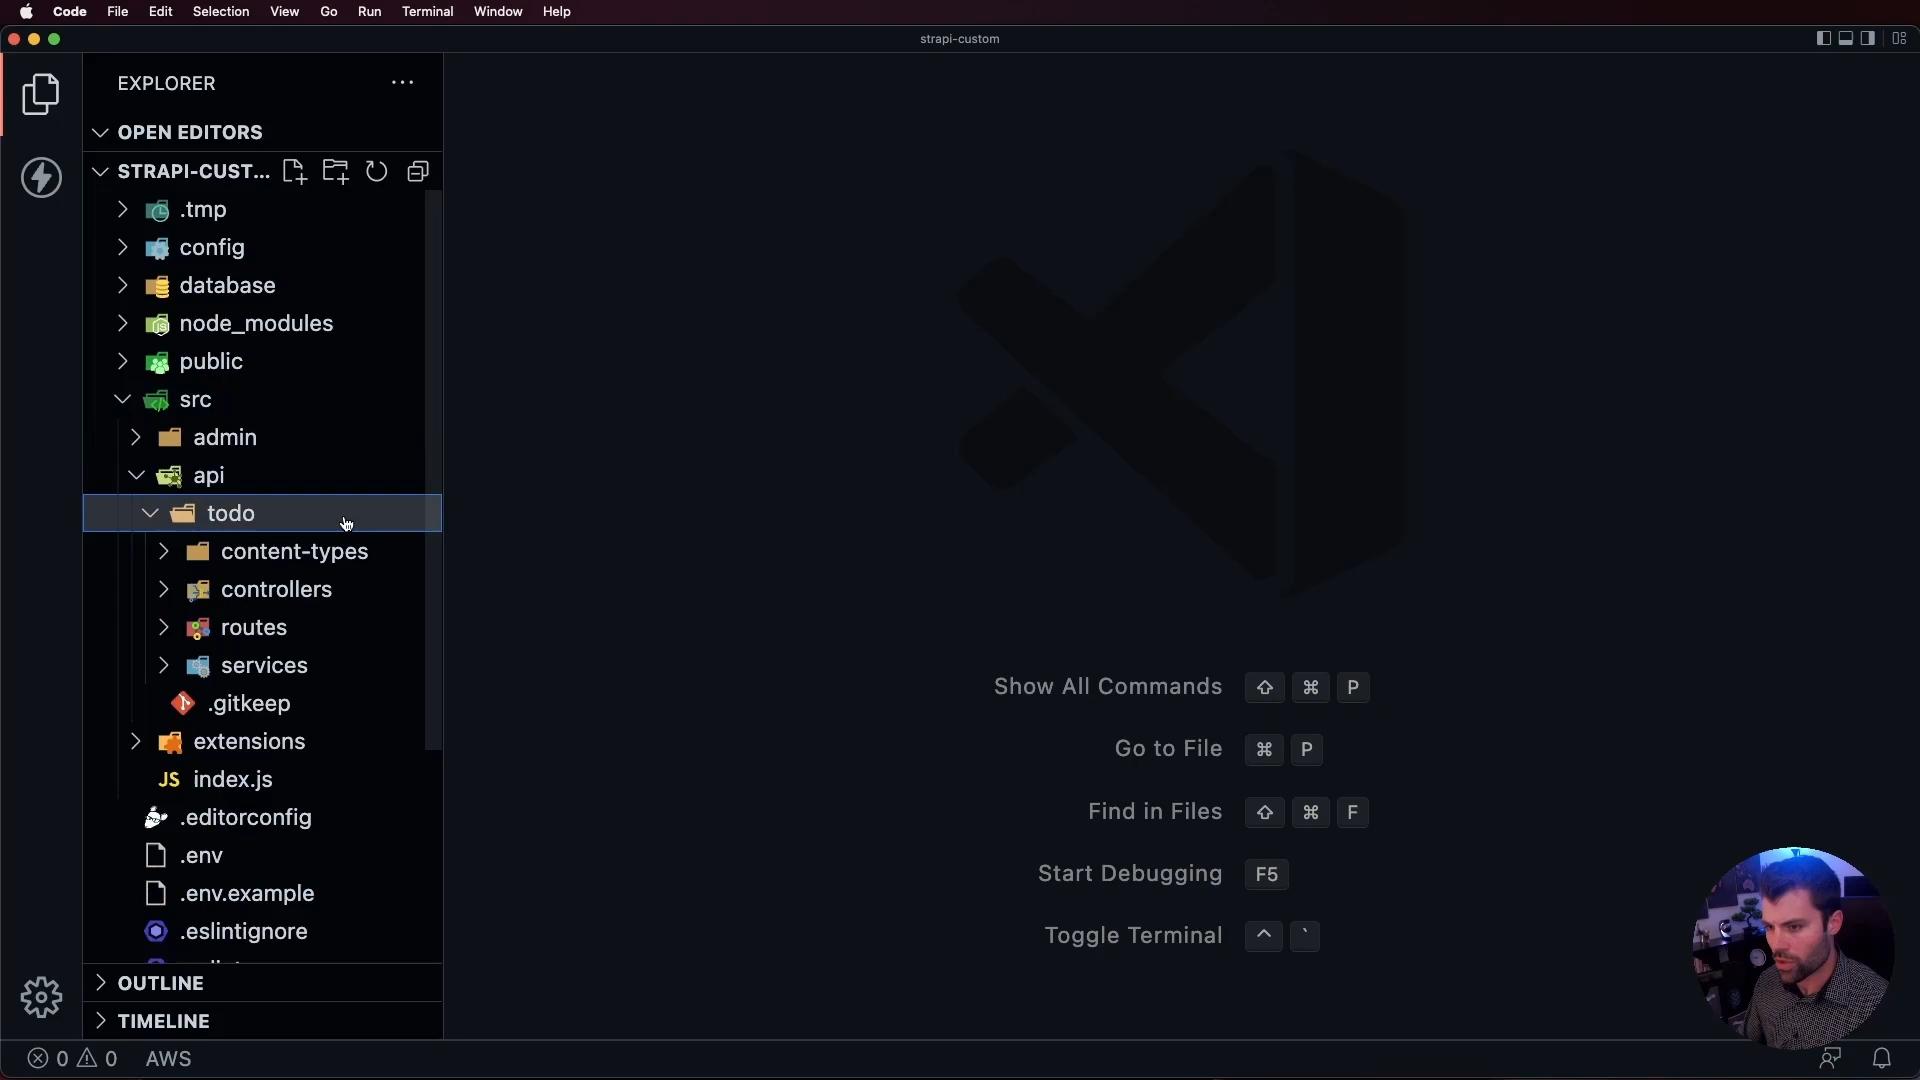 Code File Edit Selection View Go Run Terminal Window Help
strapi-custom
EXPLORER
OPEN EDITORS
STRAPI-CUST...
.tmp
config
database
node_modules
public
src
admin
api
todo
content-types
controllers
routes
services
.gitkeep
extensions
JS index.js
.editorconfig
.env
.env.example
.eslintignore
OUTLINE
TIMELINE
0 0 AWS
Show All Commands ⇧ ⌘ P
Go to File ⌘ P
Find in Files ⇧ ⌘ F
Start Debugging F5
Toggle Terminal ^ `